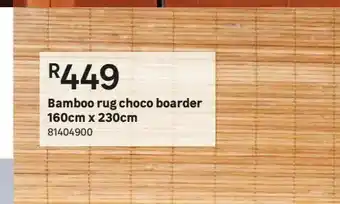 R449
Bamboo rug choco boarder
160cm x 230cm
81404900